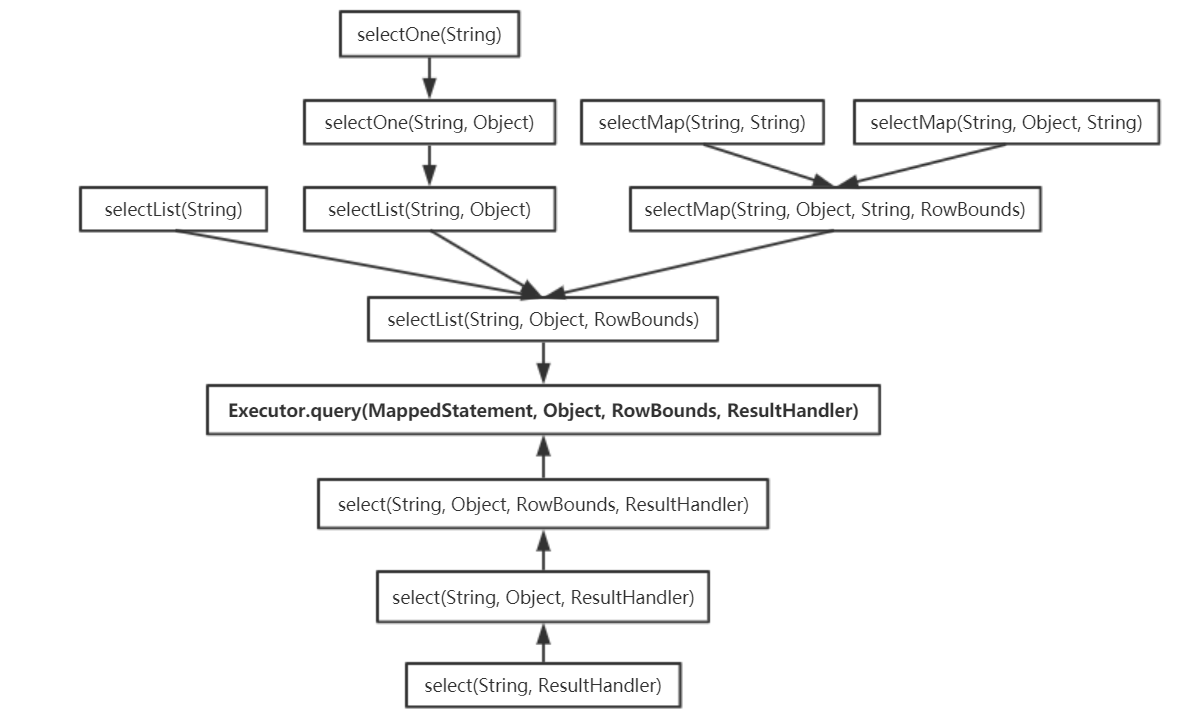 selectOne(String)
selectOne(String, Object)
selectMap(String, String)
selectMap(String, Object, String)
selectList(String)
selectList(String, Object)
selectMap(String, Object, String, RowBounds)
selectList(String, Object, RowBounds)
Executor.query(MappedStatement, Object, RowBounds, ResultHandler)
select(String, Object, RowBounds, ResultHandler)
select(String, Object, ResultHandler)
select(String, ResultHandler)